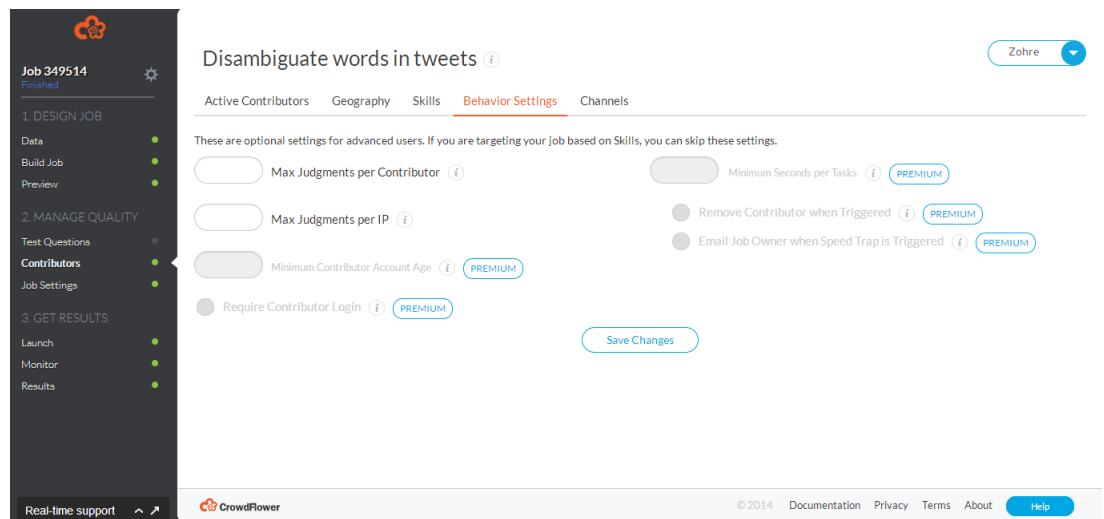 Job 349514
Finished
1. DESIGN JOB
Data
Build Job
Preview
2. MANAGE QUALITY
Test Questions
Contributors
Job Settings
3. GET RESULTS
Launch
Monitor
Results
Real-time support
Disambiguate words in tweets i
Zohre
Active Contributors Geography Skills Behavior Settings Channels
These are optional settings for advanced users. If you are targeting your job based on Skills, you can skip these settings.
Max Judgments per Contributor i
Max Judgments per IP i
Minimum Contributor Account Age i PREMIUM
Require Contributor Login i PREMIUM
Minimum Seconds per Tasks i PREMIUM
Remove Contributor when Triggered i PREMIUM
Email Job Owner when Speed Trap is Triggered i PREMIUM
Save Changes
CrowdFlower
© 2014 Documentation Privacy Terms About Help